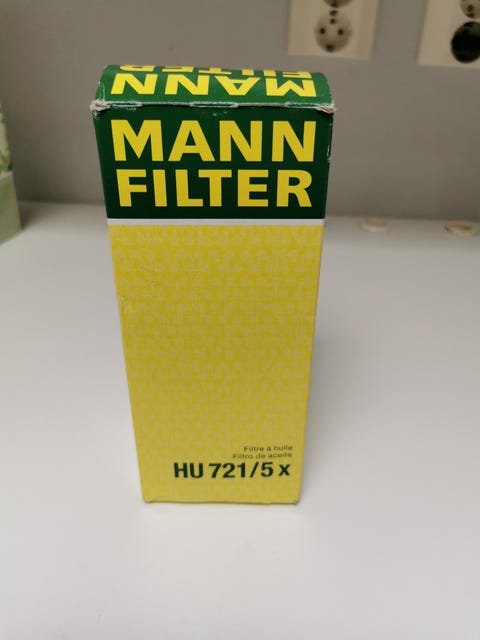 MANN
FILTER
MANN
FILTER
Filtre à huile
Filtro de aceite
HU 721/5 x